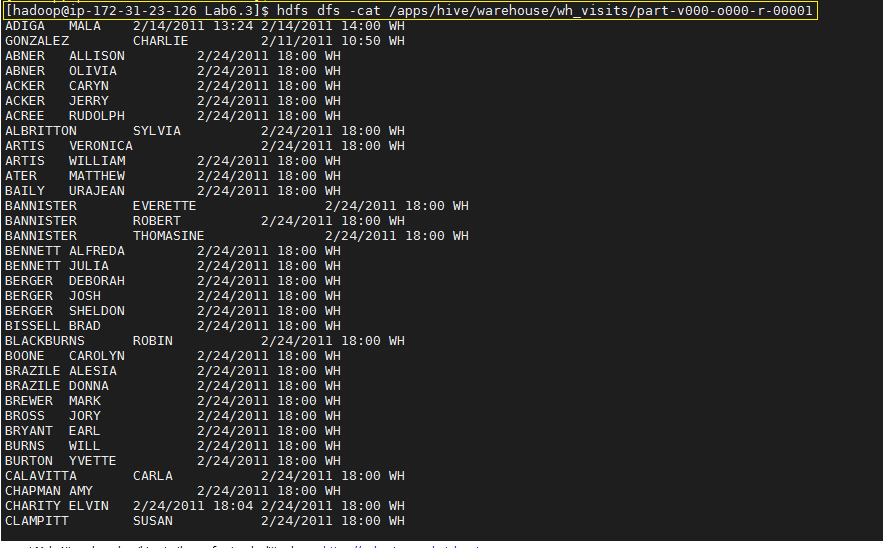 [hadoop@ip-172-31-23-126 Lab6.3]$ hdfs dfs -cat /apps/hive/warehouse/wh_visits/part-v000-o000-r-00001
ADIGA MALA 2/14/2011 13:24 2/14/2011 14:00 WH
GONZALEZ CHARLIE 2/11/2011 10:50 WH
ABNER ALLISON 2/24/2011 18:00 WH
ABNER OLIVIA 2/24/2011 18:00 WH
ACKER CARYN 2/24/2011 18:00 WH
ACKER JERRY 2/24/2011 18:00 WH
ACREE RUDOLPH 2/24/2011 18:00 WH
ALBRITTON SYLVIA 2/24/2011 18:00 WH
ARTIS VERONICA 2/24/2011 18:00 WH
ARTIS WILLIAM 2/24/2011 18:00 WH
ATER MATTHEW 2/24/2011 18:00 WH
BAILY URAJEAN 2/24/2011 18:00 WH
BANNISTER EVERETTE 2/24/2011 18:00 WH
BANNISTER ROBERT 2/24/2011 18:00 WH
BANNISTER THOMASINE 2/24/2011 18:00 WH
BENNETT ALFREDA 2/24/2011 18:00 WH
BENNETT JULIA 2/24/2011 18:00 WH
BERGER DEBORAH 2/24/2011 18:00 WH
BERGER JOSH 2/24/2011 18:00 WH
BERGER SHELDON 2/24/2011 18:00 WH
BISSELL BRAD 2/24/2011 18:00 WH
BLACKBURNS ROBIN 2/24/2011 18:00 WH
BOONE CAROLYN 2/24/2011 18:00 WH
BRAZILE ALESIA 2/24/2011 18:00 WH
BRAZILE DONNA 2/24/2011 18:00 WH
BREWER MARK 2/24/2011 18:00 WH
BROSS JORY 2/24/2011 18:00 WH
BRYANT EARL 2/24/2011 18:00 WH
BURNS WILL 2/24/2011 18:00 WH
BURTON YVETTE 2/24/2011 18:00 WH
CALAVITTA CARLA 2/24/2011 18:00 WH
CHAPMAN AMY 2/24/2011 18:00 WH
CHARITY ELVIN 2/24/2011 18:04 2/24/2011 18:00 WH
CLAMPITT SUSAN 2/24/2011 18:00 WH